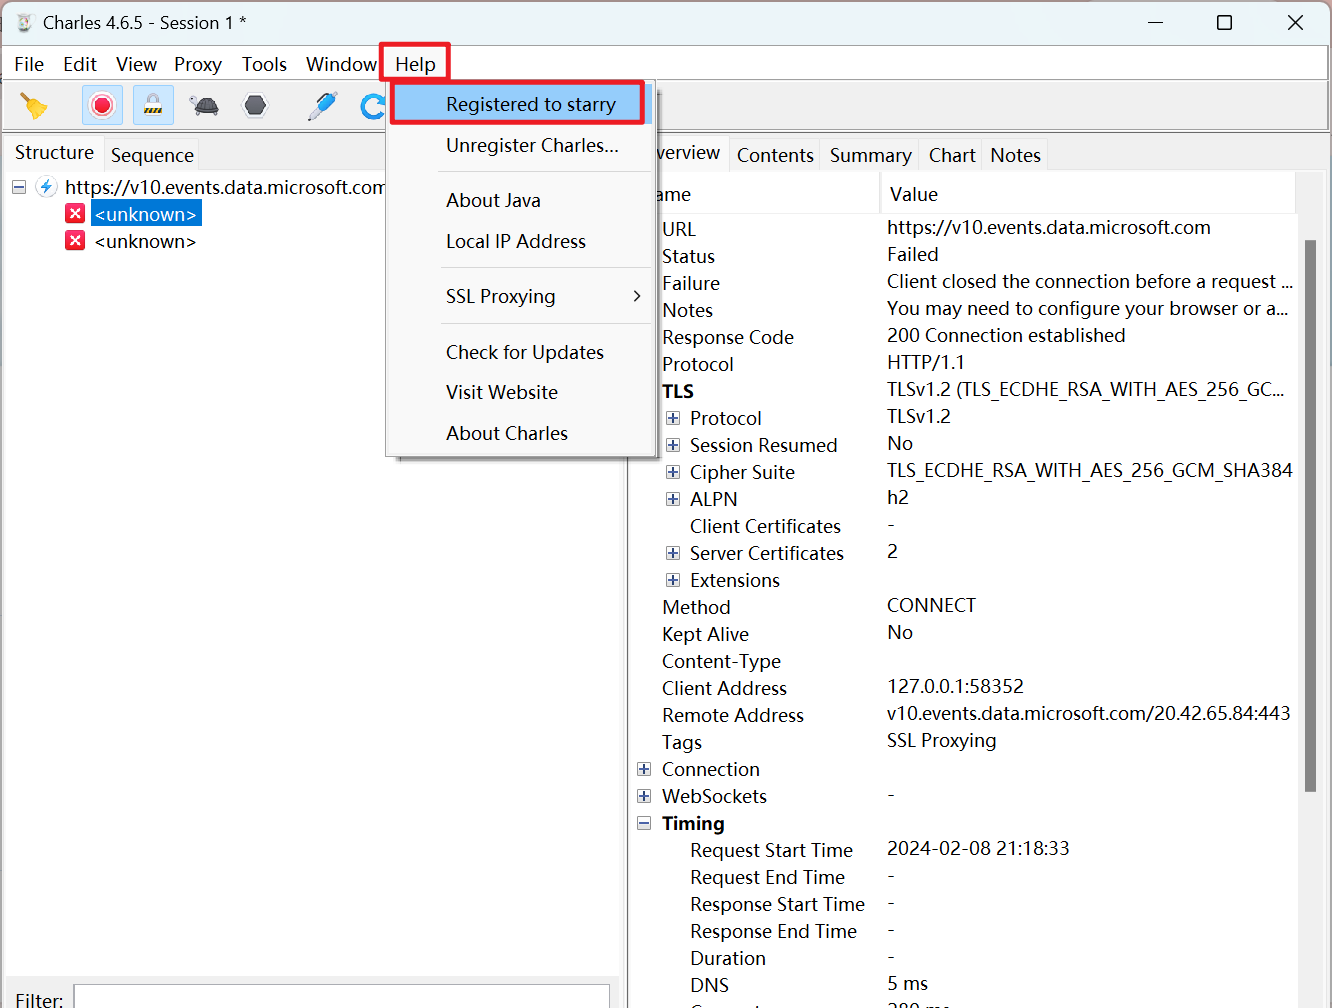 Charles 4.6.5 - Session 1 *
File Edit View Proxy Tools Window Help
Registered to starry
Unregister Charles...
About Java
Local IP Address
SSL Proxying
Check for Updates
Visit Website
About Charles
Structure Sequence
https://v10.events.data.microsoft.com
<unknown>
<unknown>
Filter:
verview Contents Summary Chart Notes
ame Value
URL https://v10.events.data.microsoft.com
Status Failed
Failure Client closed the connection before a request ...
Notes You may need to configure your browser or a...
Response Code 200 Connection established
Protocol HTTP/1.1
TLS TLSv1.2 (TLS_ECDHE_RSA_WITH_AES_256_GC...
Protocol TLSv1.2
Session Resumed No
Cipher Suite TLS_ECDHE_RSA_WITH_AES_256_GCM_SHA384
ALPN h2
Client Certificates -
Server Certificates 2
Extensions
Method CONNECT
Kept Alive No
Content-Type
Client Address 127.0.0.1:58352
Remote Address v10.events.data.microsoft.com/20.42.65.84:443
Tags SSL Proxying
Connection
WebSockets -
Timing
Request Start Time 2024-02-08 21:18:33
Request End Time -
Response Start Time -
Response End Time -
Duration -
DNS 5 ms